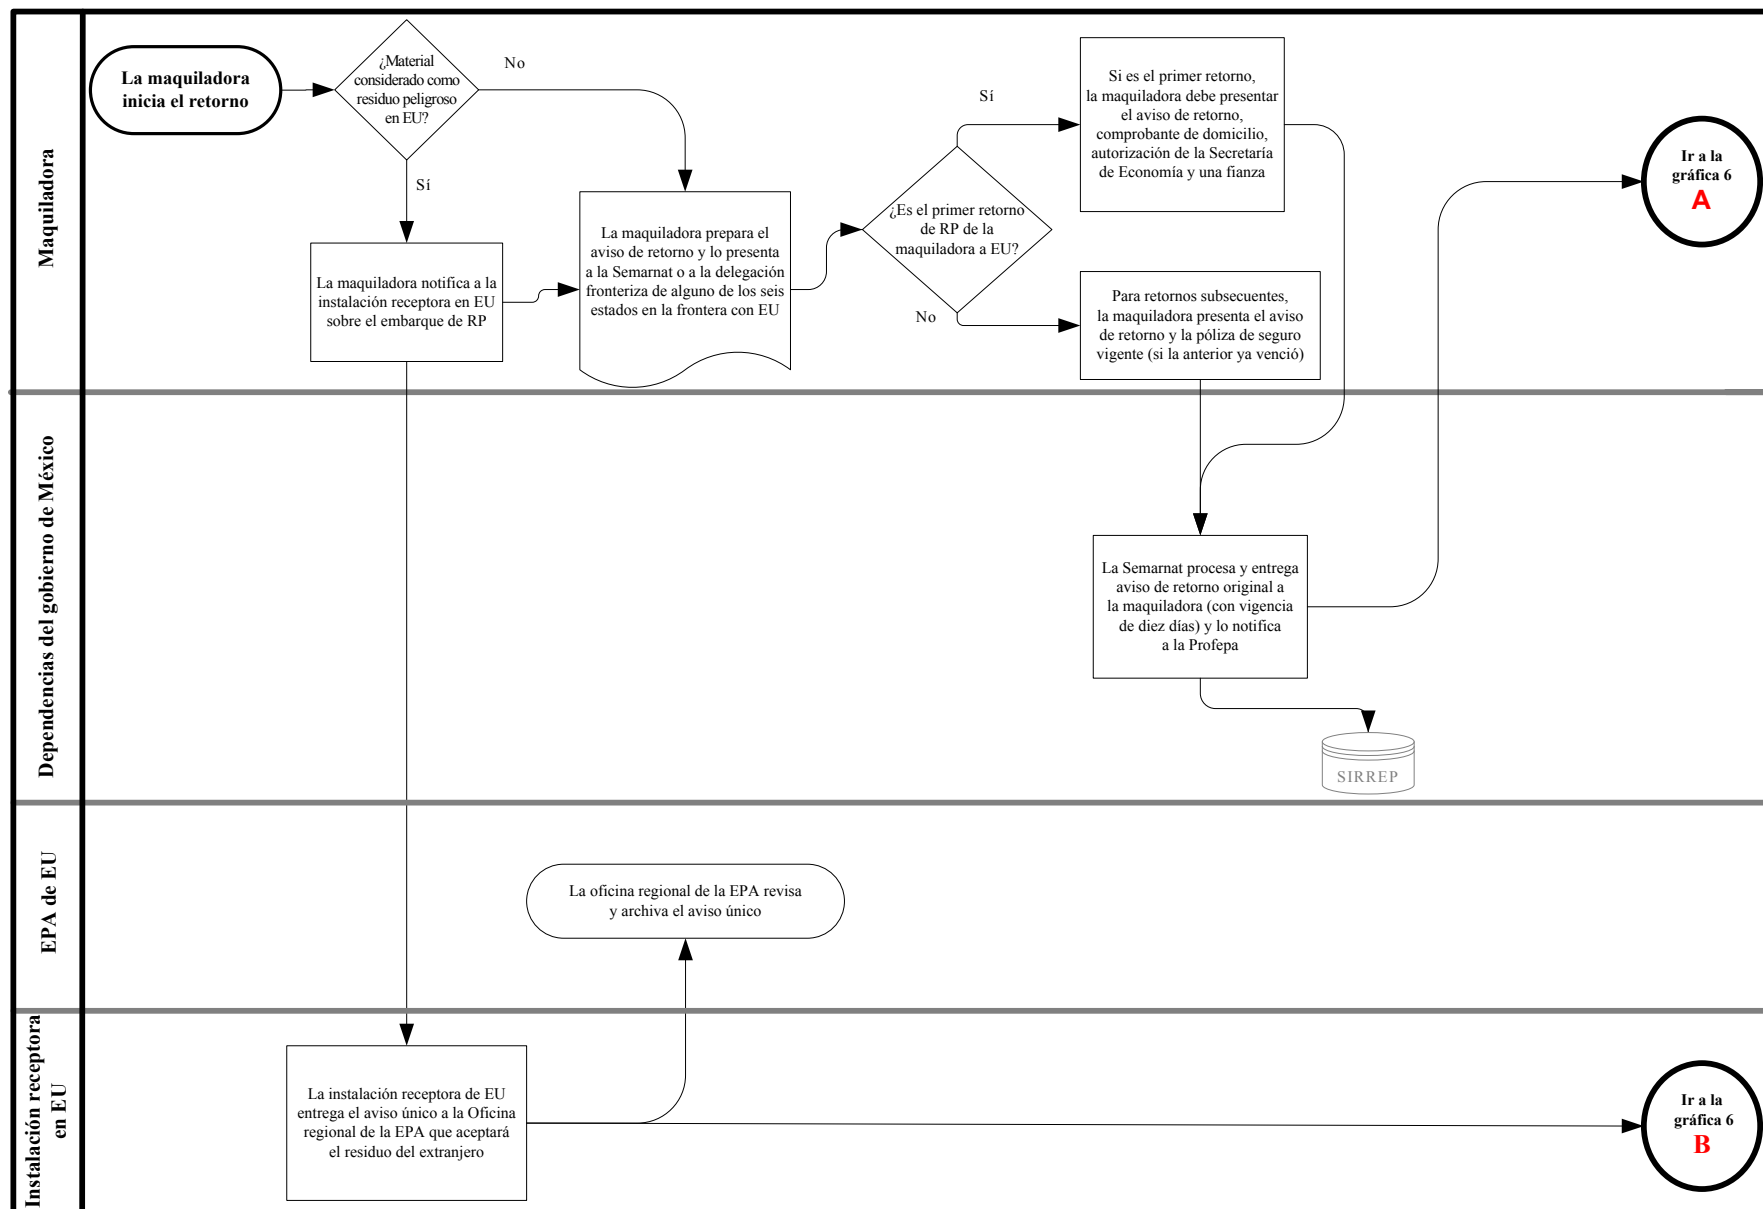 Maquiladora
La maquiladora
inicia el retorno
¿Material
considerado como
residuo peligroso
en EU?
No
Sí
La maquiladora notifica a la
instalación receptora en EU
sobre el embarque de RP
La maquiladora prepara el
aviso de retorno y lo presenta
a la Semarnat o a la delegación
fronteriza de alguno de los seis
estados en la frontera con EU
¿Es el primer retorno
de RP de la
maquiladora a EU?
Sí
No
Si es el primer retorno,
la maquiladora debe presentar
el aviso de retorno,
comprobante de domicilio,
autorización de la Secretaría
de Economía y una fianza
Para retornos subsecuentes,
la maquiladora presenta el aviso
de retorno y la póliza de seguro
vigente (si la anterior ya venció)
Ir a la
gráfica 6
A
Dependencias del gobierno de México
La Semarnat procesa y entrega
aviso de retorno original a
la maquiladora (con vigencia
de diez días) y lo notifica
a la Profepa
SIRREP
EPA de EU
La oficina regional de la EPA revisa
y archiva el aviso único
Instalación receptora
en EU
La instalación receptora de EU
entrega el aviso único a la Oficina
regional de la EPA que aceptará
el residuo del extranjero
Ir a la
gráfica 6
B